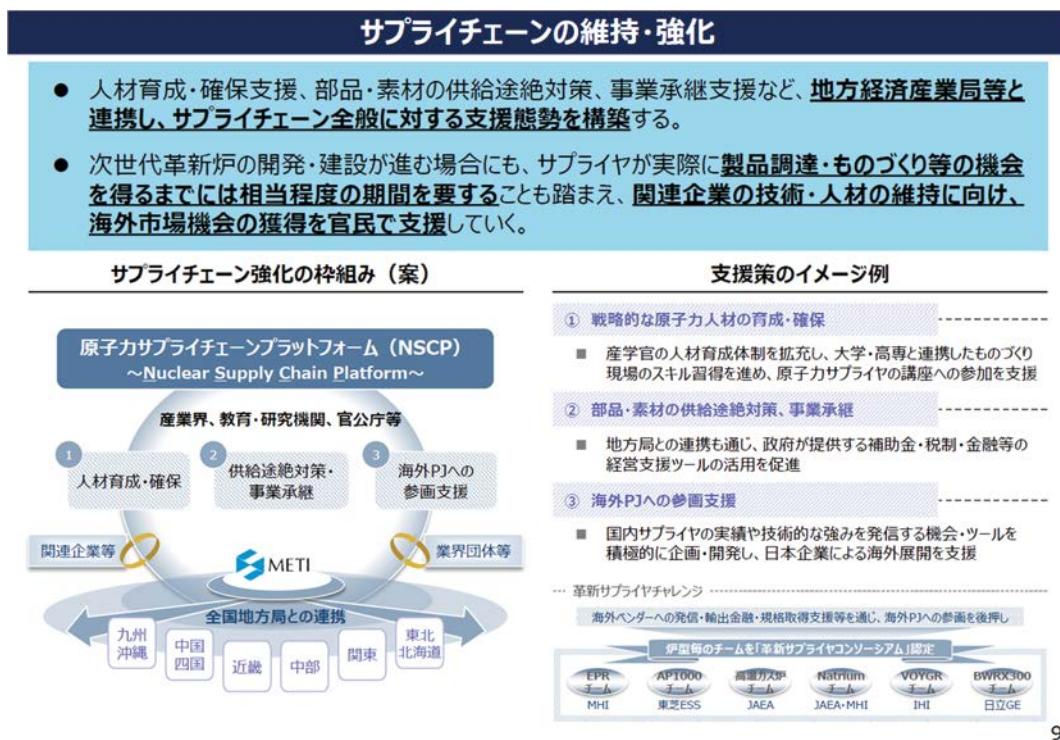 サプライチェーンの維持・強化
● 人材育成・確保支援、部品・素材の供給途絶対策、事業承継支援など、地方経済産業局等と
連携し、サプライチェーン全般に対する支援態勢を構築する。
● 次世代革新炉の開発・建設が進む場合にも、サプライヤが実際に製品調達・ものづくり等の機会
を得るまでには相当程度の期間を要することも踏まえ、関連企業の技術・人材の維持に向け、
海外市場機会の獲得を官民で支援していく。
サプライチェーン強化の枠組み（案）
原子力サプライチェーンプラットフォーム（NSCP）
～Nuclear Supply Chain Platform～
産業界、教育・研究機関、官公庁等
1
人材育成・確保
2
供給途絶対策・
事業承継
3
海外PJへの
参画支援
関連企業等
業界団体等
METI
全国地方局との連携
九州
沖縄
中国
四国
近畿
中部
関東
東北
北海道
支援策のイメージ例
① 戦略的な原子力人材の育成・確保
■ 産学官の人材育成体制を拡充し、大学・高専と連携したものづくり
現場のスキル習得を進め、原子力サプライヤの講座への参加を支援
② 部品・素材の供給途絶対策、事業承継
■ 地方局との連携も通じ、政府が提供する補助金・税制・金融等の
経営支援ツールの活用を促進
③ 海外PJへの参画支援
■ 国内サプライヤの実績や技術的な強みを発信する機会・ツールを
積極的に企画・開発し、日本企業による海外展開を支援
革新サプライヤチャレンジ
海外ベンダーへの発信・輸出金融・規格取得支援等を通じ、海外PJへの参画を後押し
炉型毎のチームを「革新サプライヤコンソーシアム」認定
EPR
チーム
MHI
AP1000
チーム
東芝ESS
高温ガス炉
チーム
JAEA
Natrium
チーム
JAEA・MHI
VOYGR
チーム
IHI
BWRX300
チーム
日立GE
9